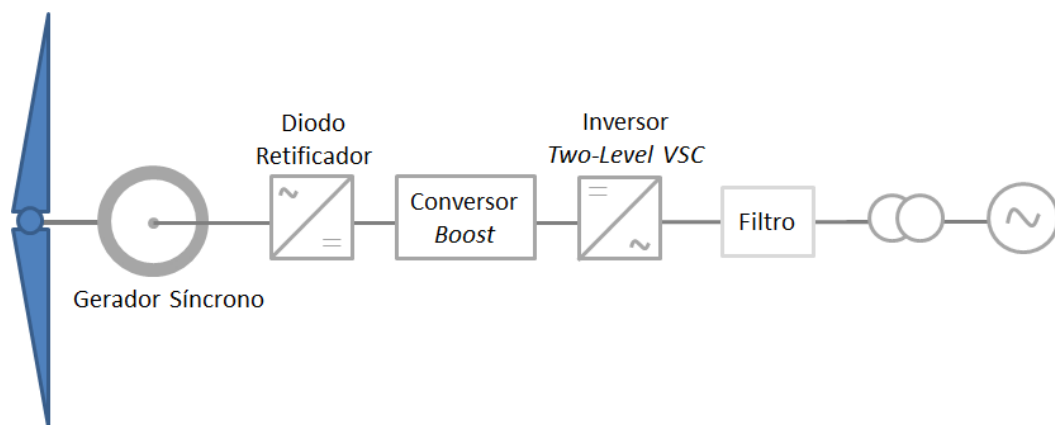 Diodo
Retificador
Inversor
Two-Level VSC
Conversor
Boost
Filtro
Gerador Síncrono